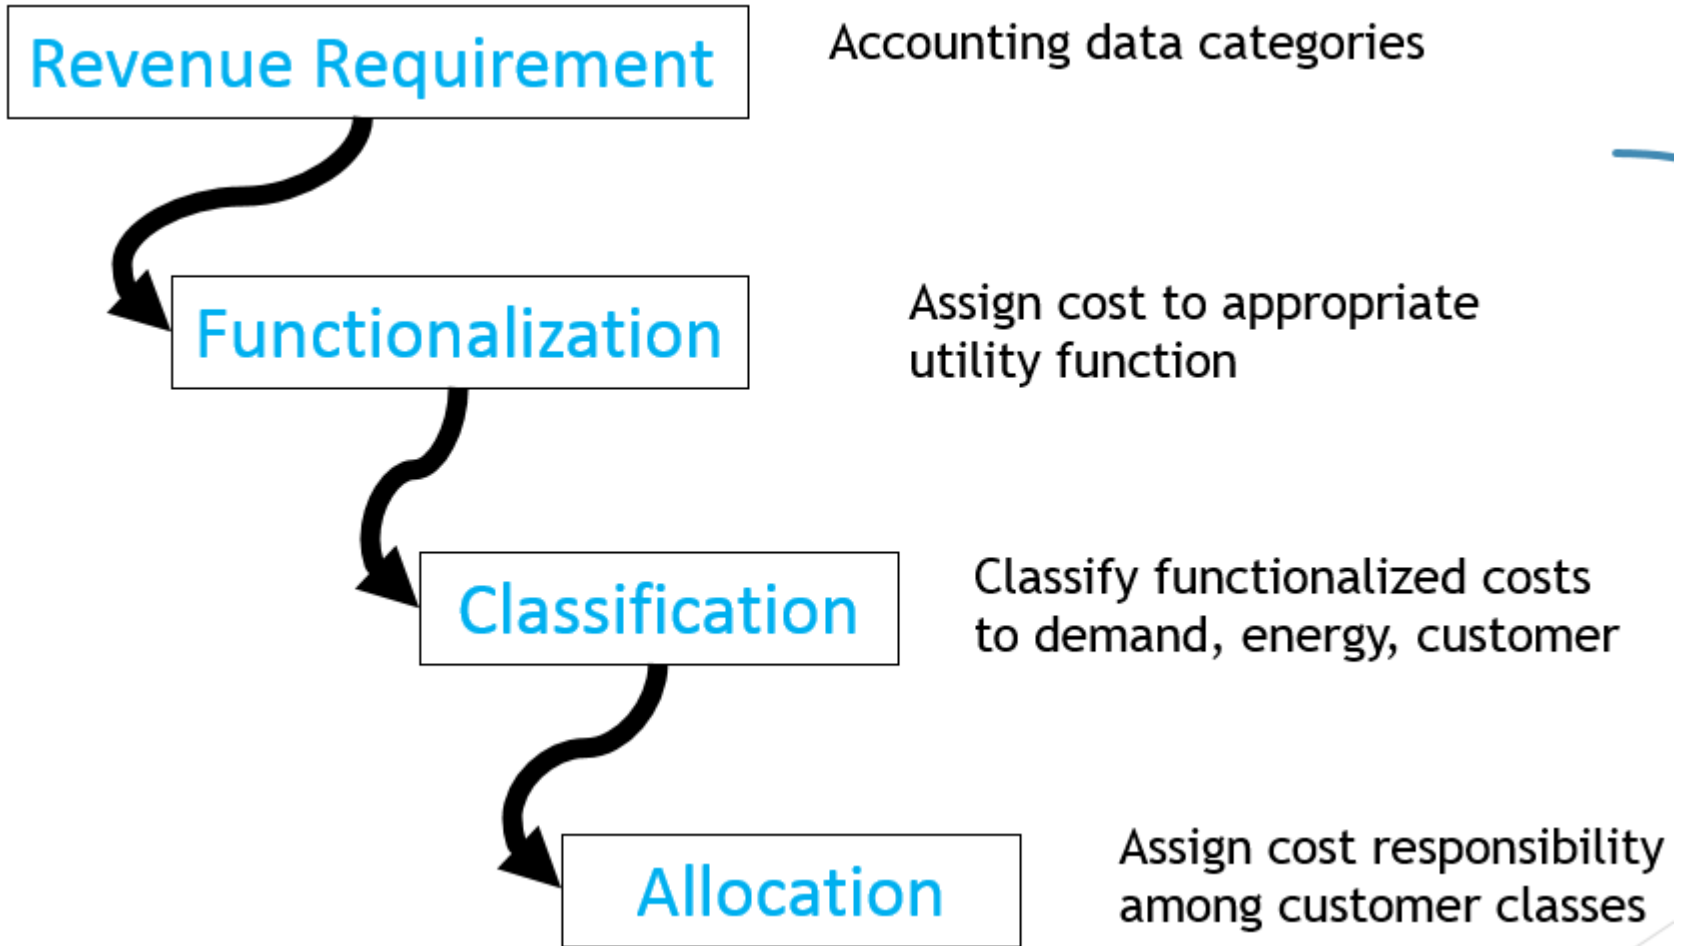 Revenue Requirement
Accounting data categories
Functionalization
Assign cost to appropriate
utility function
Classification
Classify functionalized costs
to demand, energy, customer
Allocation
Assign cost responsibility
among customer classes